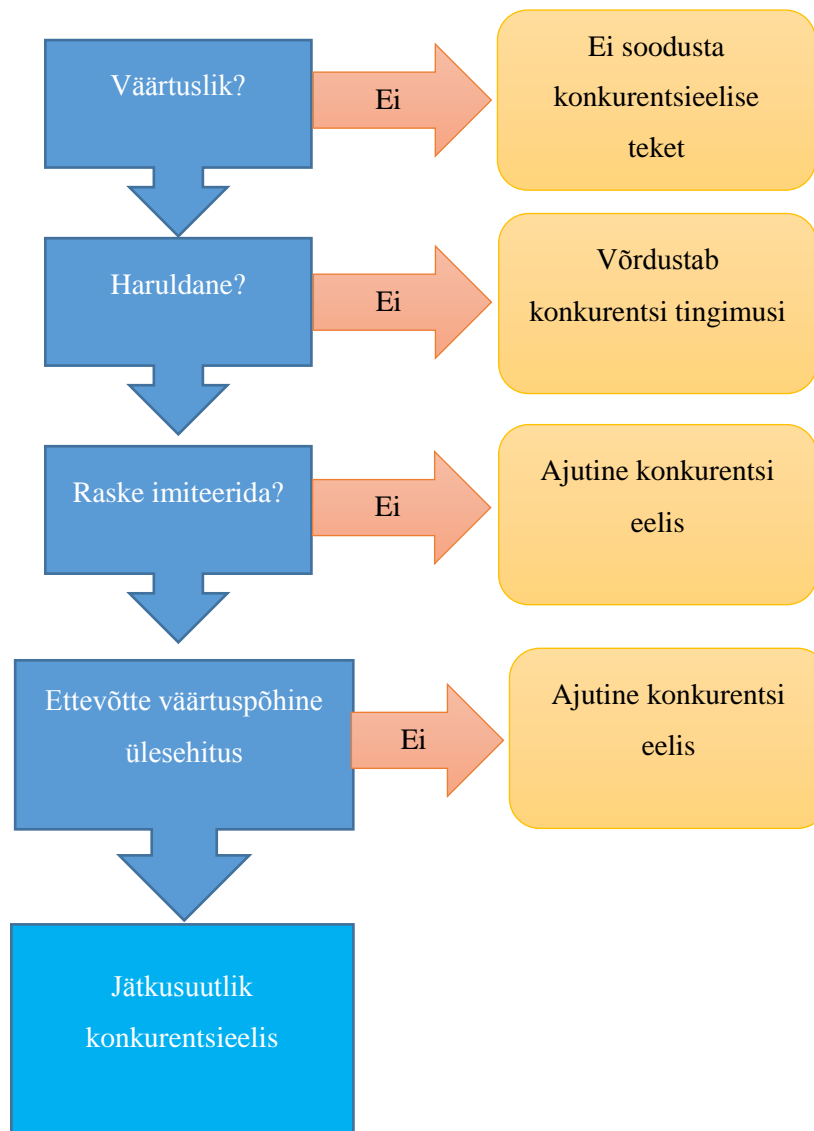 Väärtuslik?
Ei
Ei soodusta
konkurentsieelise
teket
Haruldane?
Ei
Võrdustab
konkurentsi tingimusi
Raske imiteerida?
Ei
Ajutine konkurentsi
eelis
Ettevõtte väärtuspõhine
ülesehitus
Ei
Ajutine konkurentsi
eelis
Jätkusuutlik
konkurentsieelis